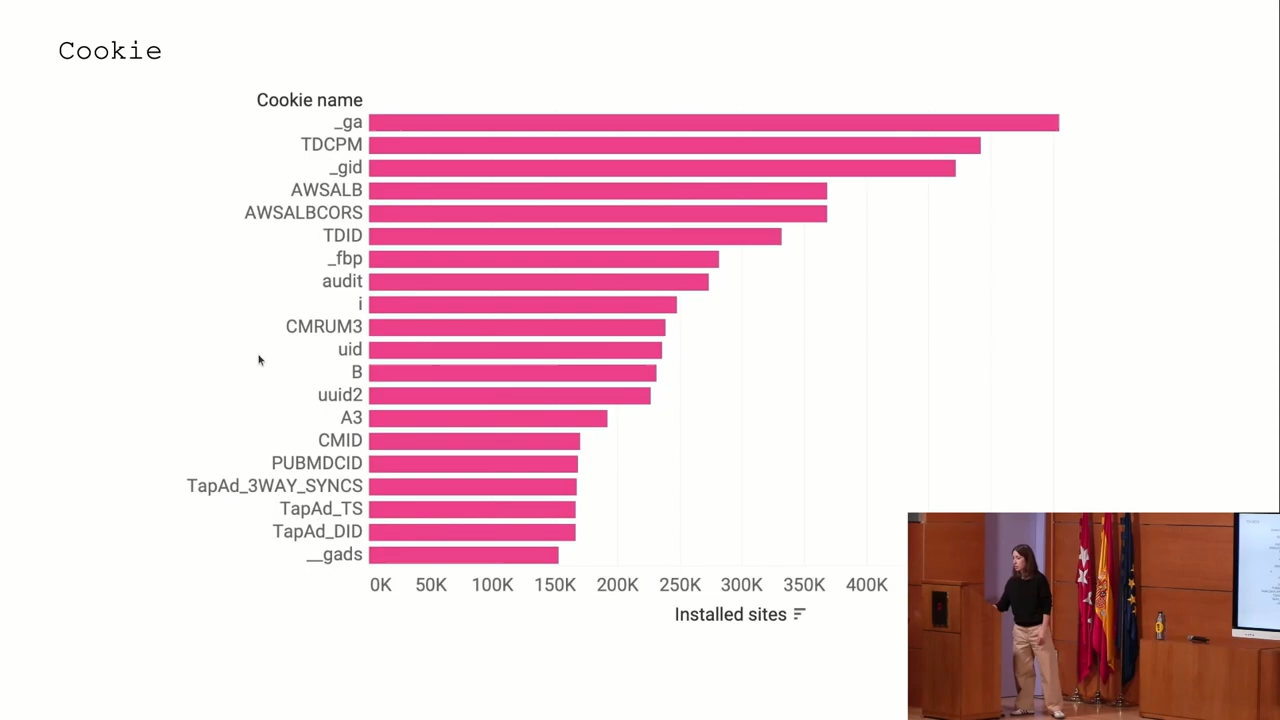 Cookie
Cookie name
_ga
TDCPM
_gid
AWSALB
AWSALBCORS
TDID
_fbp
audit
i
CMRUM3
uid
B
uuid2
A3
CMID
PUBMDCID
TapAd_3WAY_SYNCS
TapAd_TS
TapAd_DID
__gads
0K 50K 100K 150K 200K 250K 300K 350K 400K
Installed sites